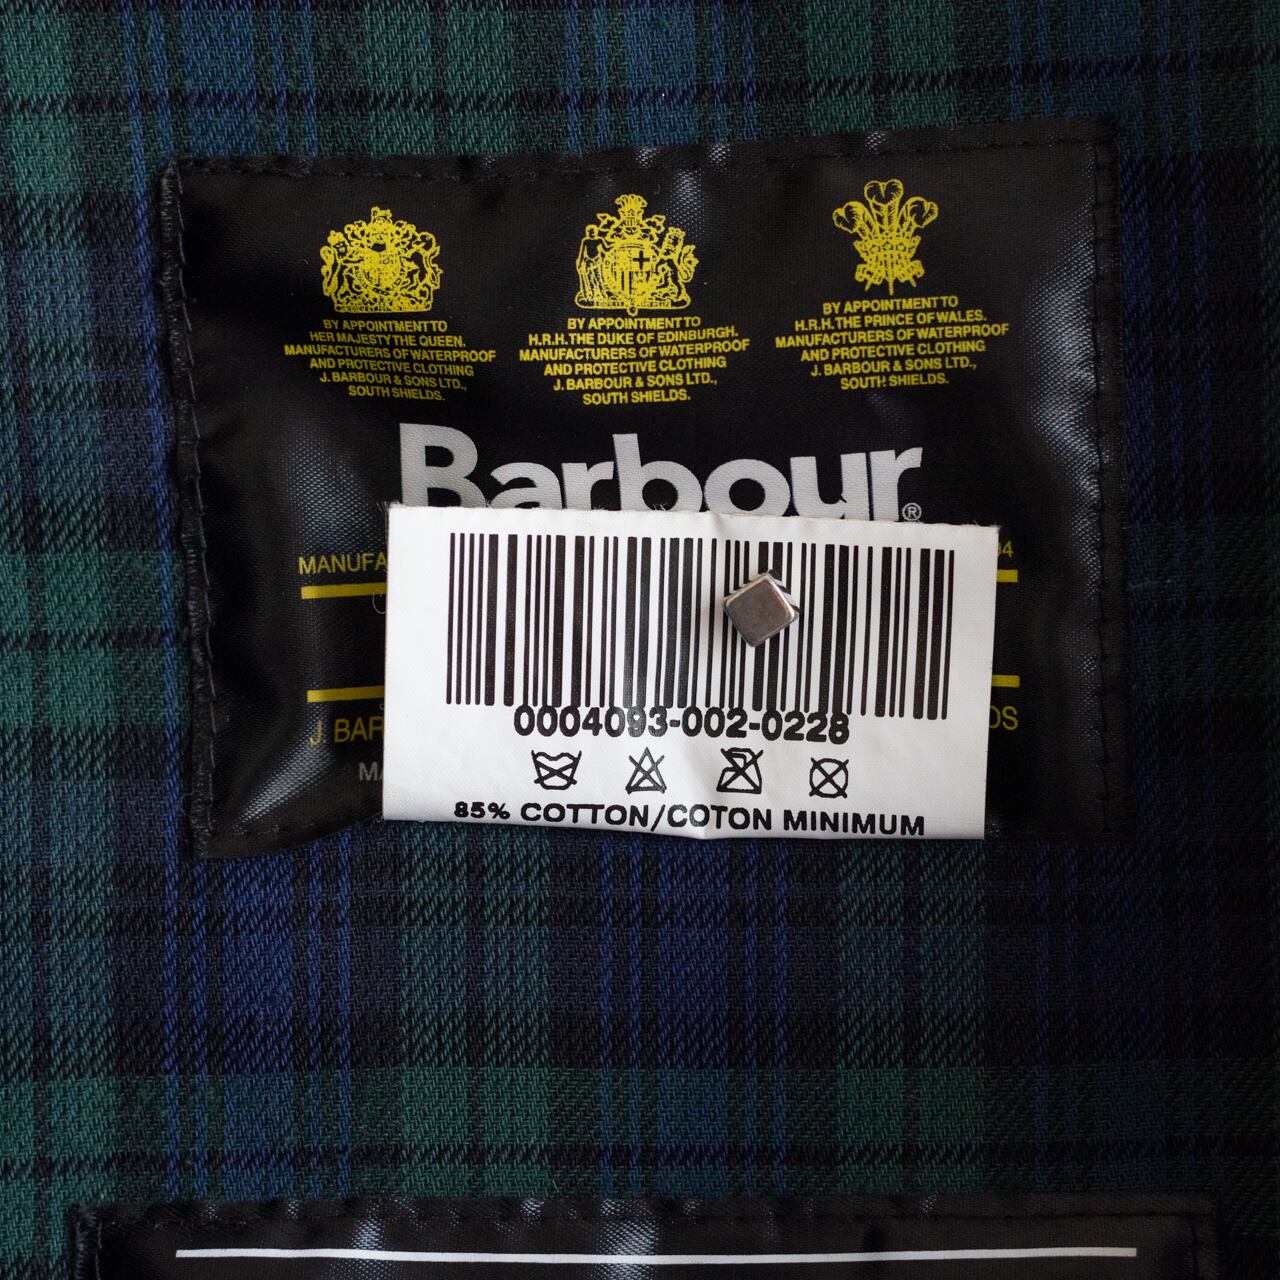 BY APPOINTMENT TO
HER MAJESTY THE QUEEN.
MANUFACTURERS OF WATERPROOF
AND PROTECTIVE CLOTHING
J. BARBOUR & SONS LTD.,
SOUTH SHIELDS.
BY APPOINTMENT TO
H.R.H. THE DUKE OF EDINBURGH.
MANUFACTURERS OF WATERPROOF
AND PROTECTIVE CLOTHING
J. BARBOUR & SONS LTD.,
SOUTH SHIELDS.
BY APPOINTMENT TO
H.R.H. THE PRINCE OF WALES.
MANUFACTURERS OF WATERPROOF
AND PROTECTIVE CLOTHING
J. BARBOUR & SONS LTD.,
SOUTH SHIELDS.
Barbour®
0004093-002-0228
85% COTTON/COTON MINIMUM